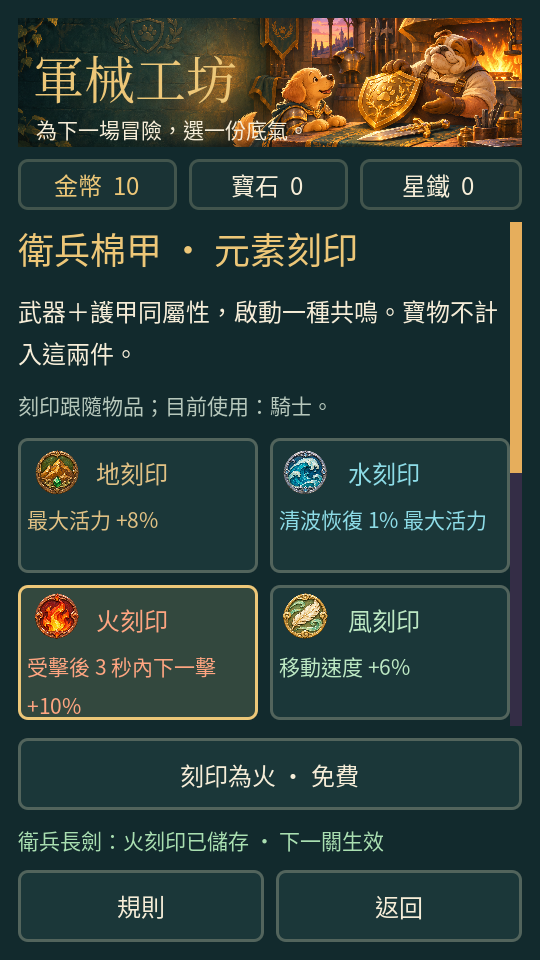 軍械工坊
為下一場冒險，選一份底氣。
金幣 10
寶石 0
星鐵 0
衛兵棉甲 · 元素刻印
武器＋護甲同屬性，啟動一種共鳴。寶物不計
入這兩件。
刻印跟隨物品；目前使用：騎士。
地刻印
最大活力 +8%
水刻印
清波恢復 1% 最大活力
火刻印
受擊後 3 秒內下一擊
+10%
風刻印
移動速度 +6%
刻印為火 · 免費
衛兵長劍：火刻印已儲存 · 下一關生效
規則
返回